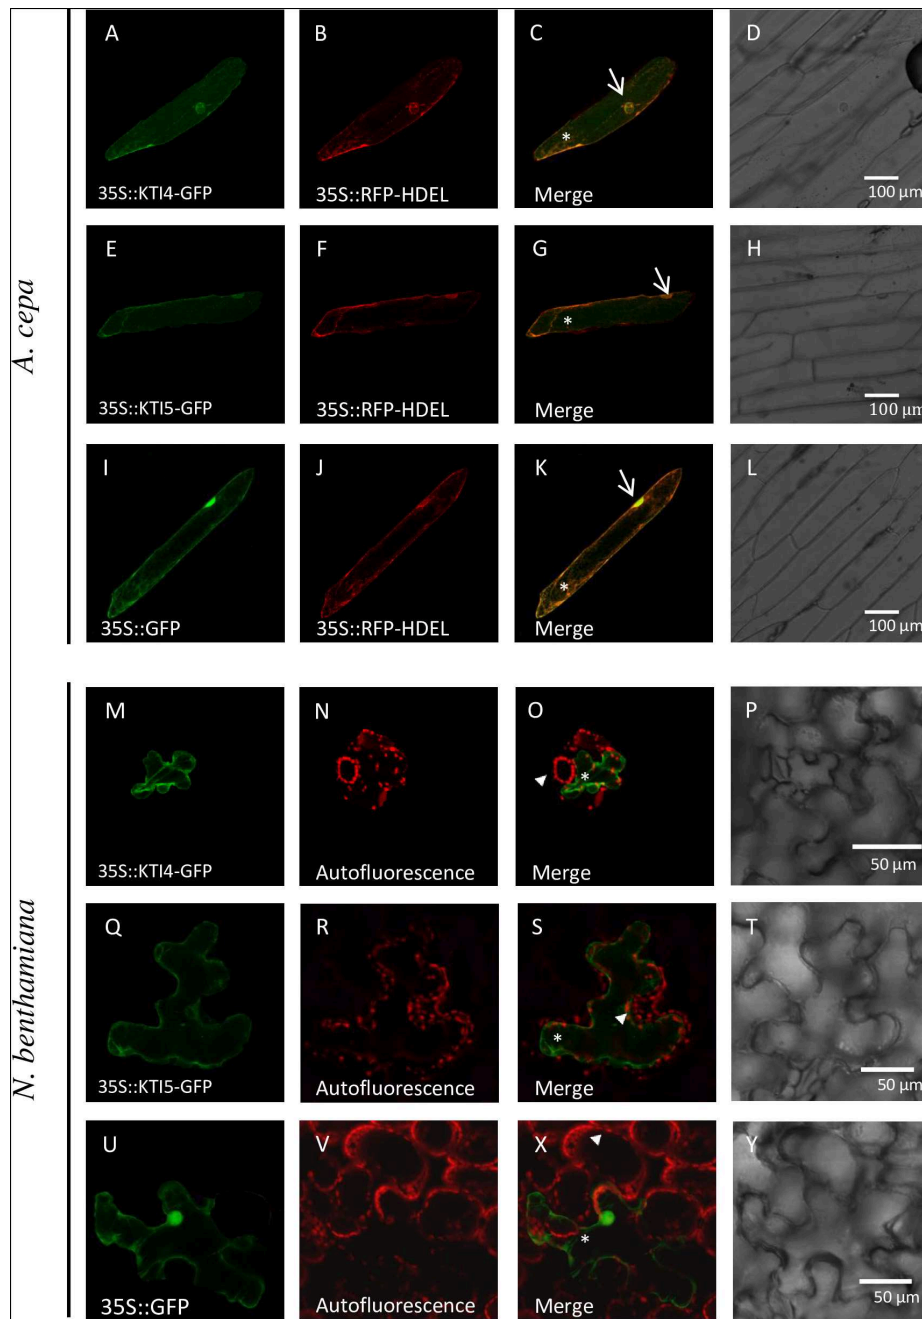 A. cepa
A
35S::KTI4-GFP
B
35S::RFP-HDEL
C
*
Merge
D
100 µm
E
35S::KTI5-GFP
F
35S::RFP-HDEL
G
*
Merge
H
100 µm
I
35S::GFP
J
35S::RFP-HDEL
K
*
Merge
L
100 µm
N. benthamiana
M
35S::KTI4-GFP
N
Autofluorescence
O
*
Merge
P
50 µm
Q
35S::KTI5-GFP
R
Autofluorescence
S
*
Merge
T
50 µm
U
35S::GFP
V
Autofluorescence
X
*
Merge
Y
50 µm